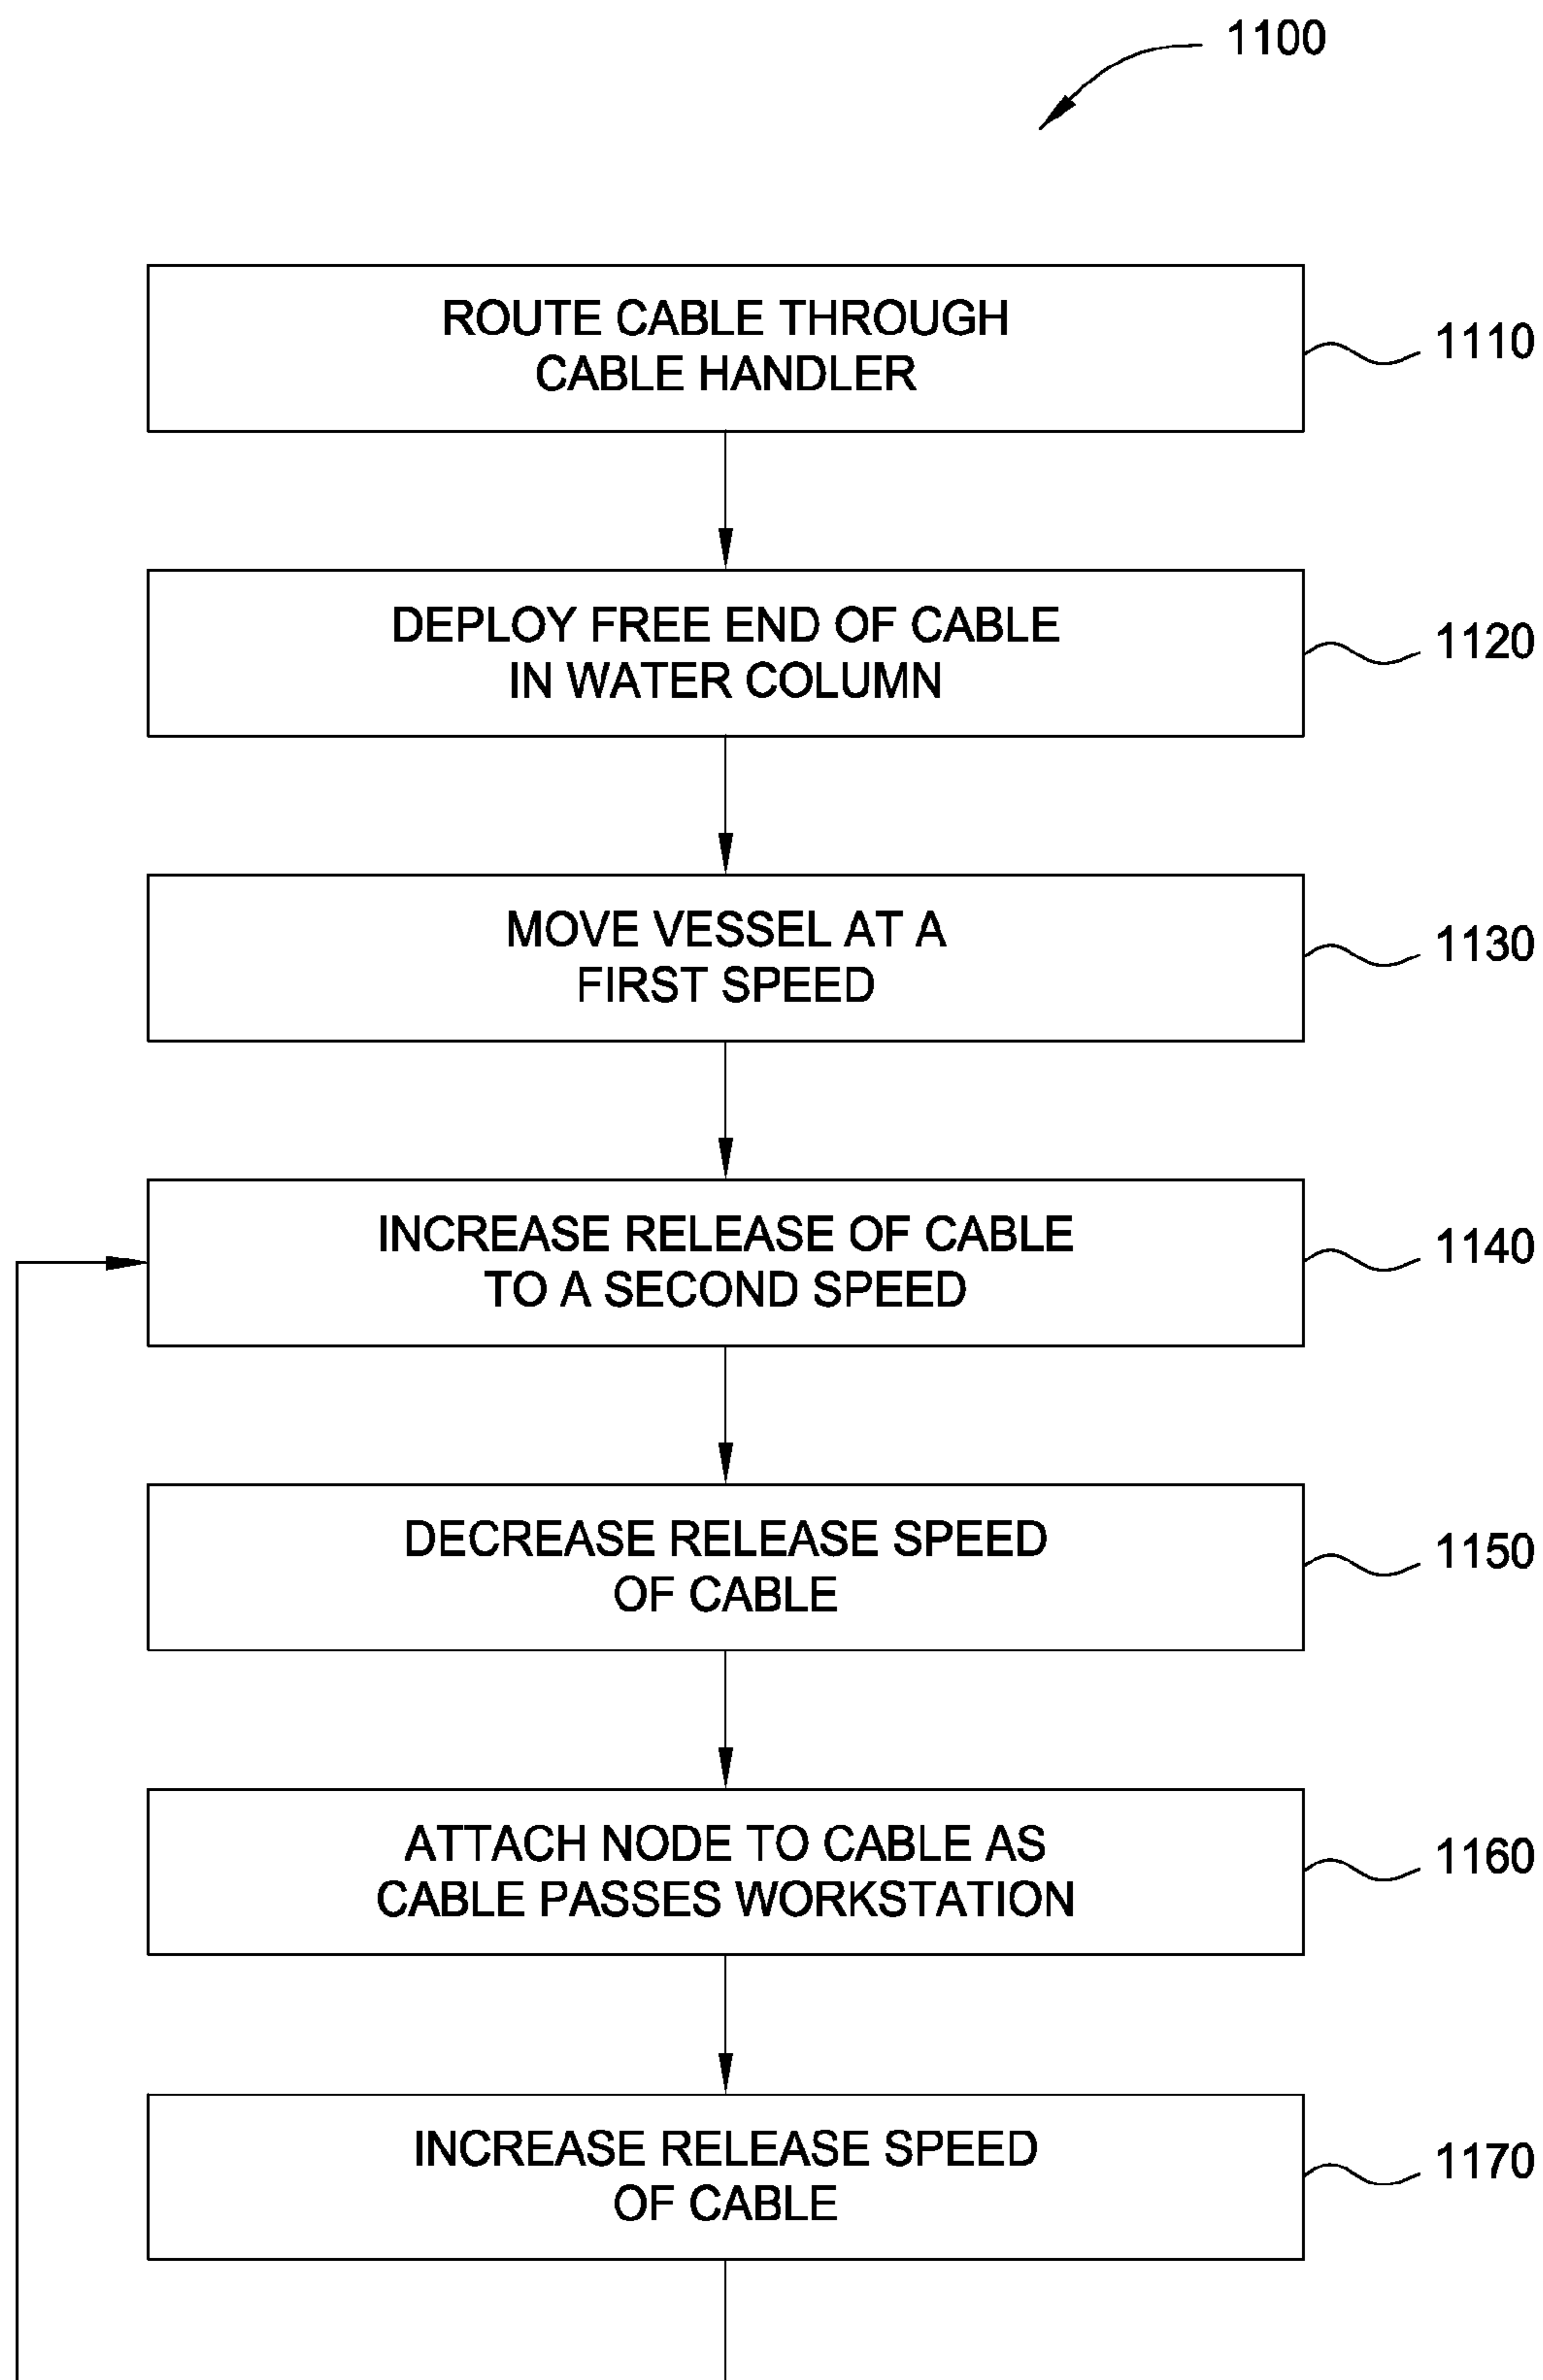 1100
ROUTE CABLE THROUGH
CABLE HANDLER
1110
DEPLOY FREE END OF CABLE
IN WATER COLUMN
1120
MOVE VESSEL AT A
FIRST SPEED
1130
INCREASE RELEASE OF CABLE
TO A SECOND SPEED
1140
DECREASE RELEASE SPEED
OF CABLE
1150
ATTACH NODE TO CABLE AS
CABLE PASSES WORKSTATION
1160
INCREASE RELEASE SPEED
OF CABLE
1170